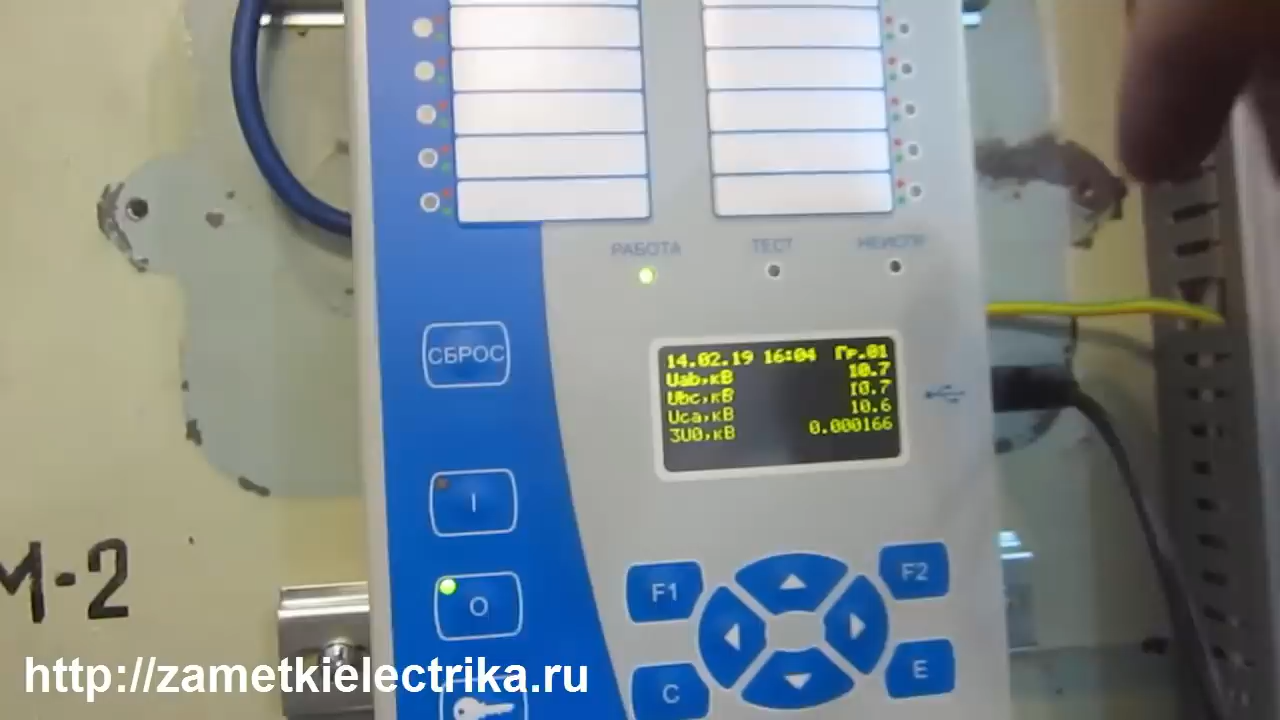 РАБОТА ТЕСТ НЕИСПР
СБРОС
14.02.19 16:04 Гр.01
Uab,кВ 10.7
Ubc,кВ 10.7
Uca,кВ 10.6
3U0,кВ 0.000166
I
O
F1 F2
C E
М-2
http://zametkielectrika.ru